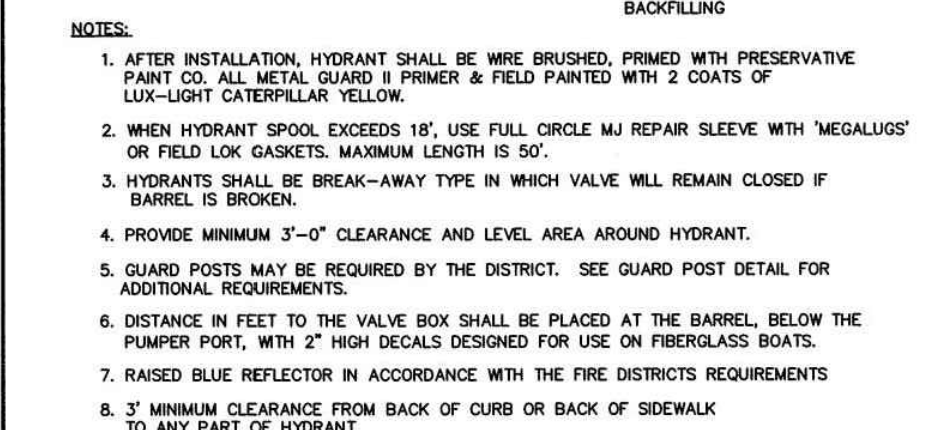 BACKFILLING
NOTES:
1. AFTER INSTALLATION, HYDRANT SHALL BE WIRE BRUSHED, PRIMED WITH PRESERVATIVE
PAINT CO. ALL METAL GUARD II PRIMER & FIELD PAINTED WITH 2 COATS OF
LUX-LIGHT CATERPILLAR YELLOW.
2. WHEN HYDRANT SPOOL EXCEEDS 18', USE FULL CIRCLE MJ REPAIR SLEEVE WITH 'MEGALUGS'
OR FIELD LOK GASKETS. MAXIMUM LENGTH IS 50'.
3. HYDRANTS SHALL BE BREAK-AWAY TYPE IN WHICH VALVE WILL REMAIN CLOSED IF
BARREL IS BROKEN.
4. PROVIDE MINIMUM 3'-0" CLEARANCE AND LEVEL AREA AROUND HYDRANT.
5. GUARD POSTS MAY BE REQUIRED BY THE DISTRICT. SEE GUARD POST DETAIL FOR
ADDITIONAL REQUIREMENTS.
6. DISTANCE IN FEET TO THE VALVE BOX SHALL BE PLACED AT THE BARREL, BELOW THE
PUMPER PORT, WITH 2" HIGH DECALS DESIGNED FOR USE ON FIBERGLASS BOATS.
7. RAISED BLUE REFLECTOR IN ACCORDANCE WITH THE FIRE DISTRICTS REQUIREMENTS
8. 3' MINIMUM CLEARANCE FROM BACK OF CURB OR BACK OF SIDEWALK
TO ANY PART OF HYDRANT